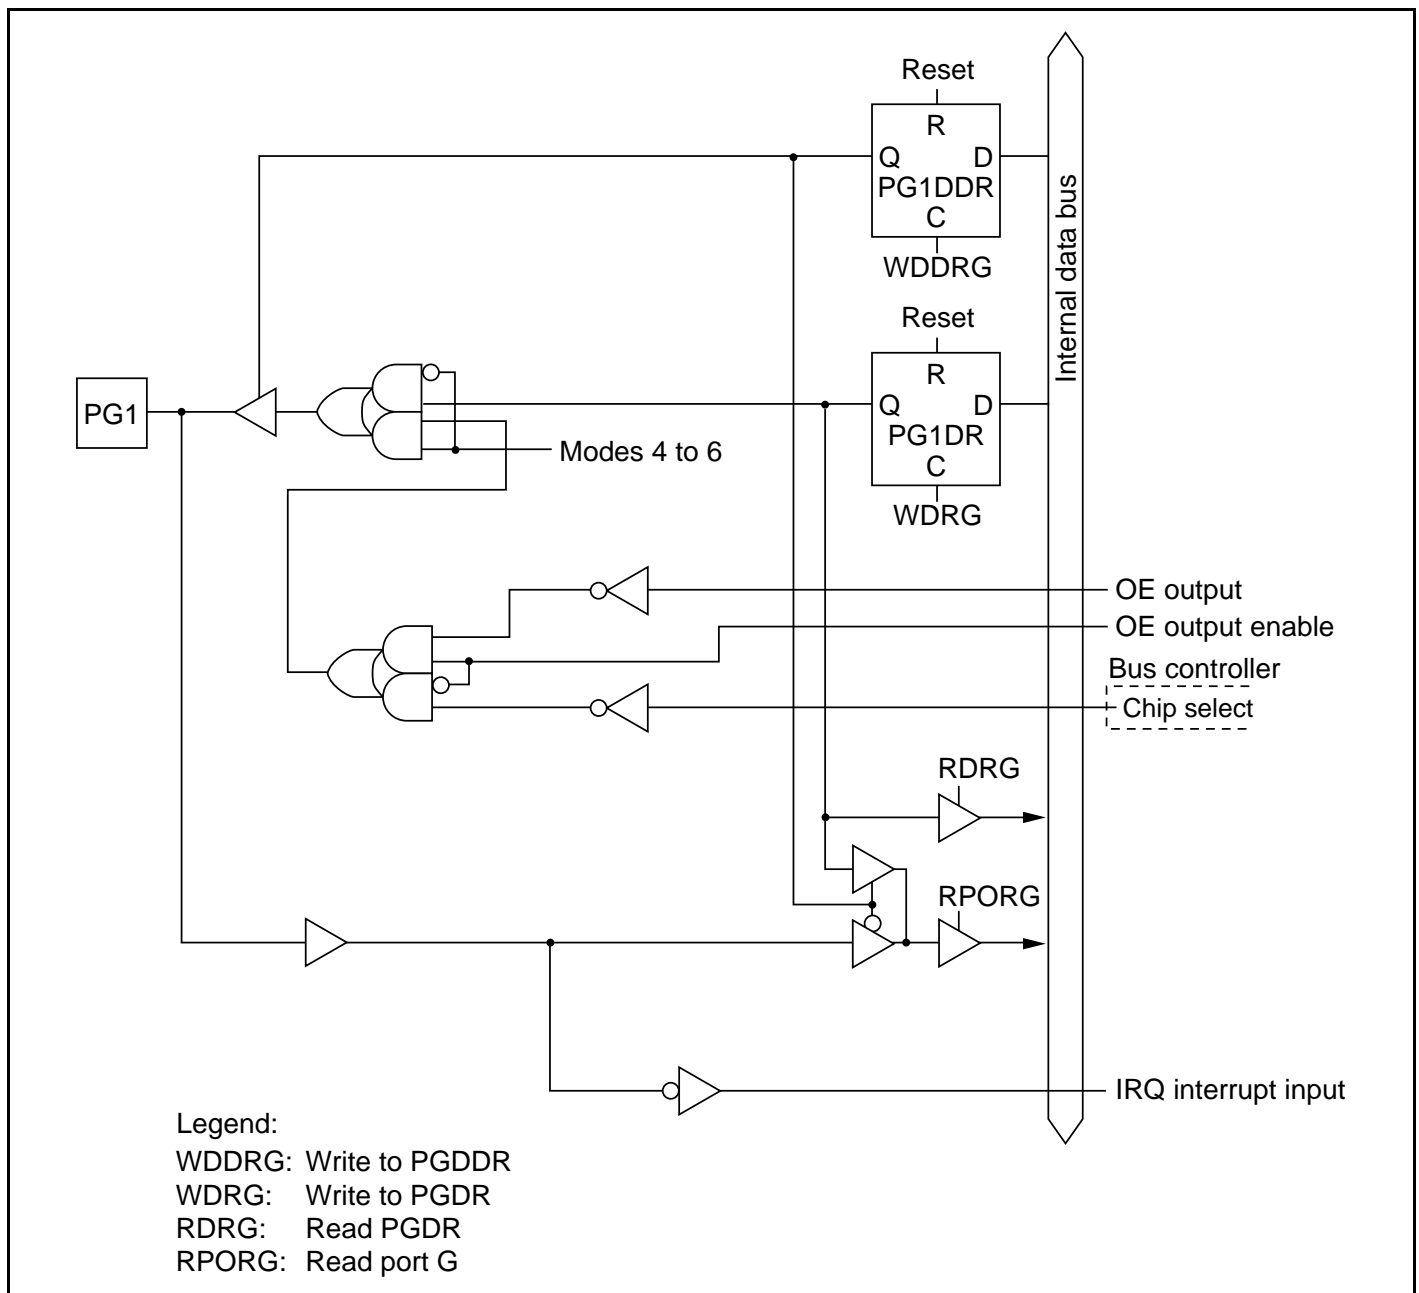 Reset
R
Q D
PG1DDR
C
WDDRG
Internal data bus
Reset
R
Q D
PG1DR
C
WDRG
PG1
Modes 4 to 6
OE output
OE output enable
Bus controller
Chip select
RDRG
RPORG
IRQ interrupt input
Legend:
WDDRG: Write to PGDDR
WDRG: Write to PGDR
RDRG: Read PGDR
RPORG: Read port G